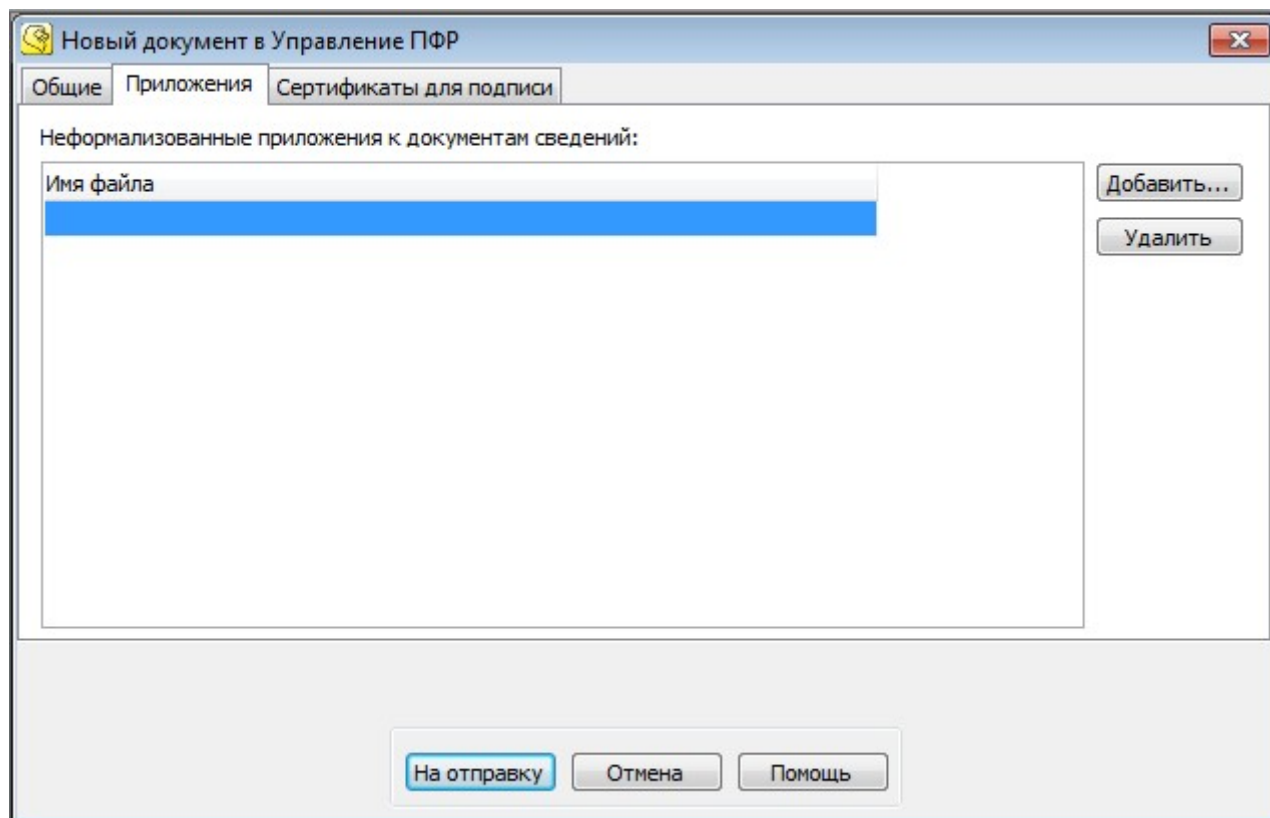 Новый документ в Управление ПФР
Общие Приложения Сертификаты для подписи
Неформализованные приложения к документам сведений:
Имя файла
Добавить...
Удалить
На отправку Отмена Помощь